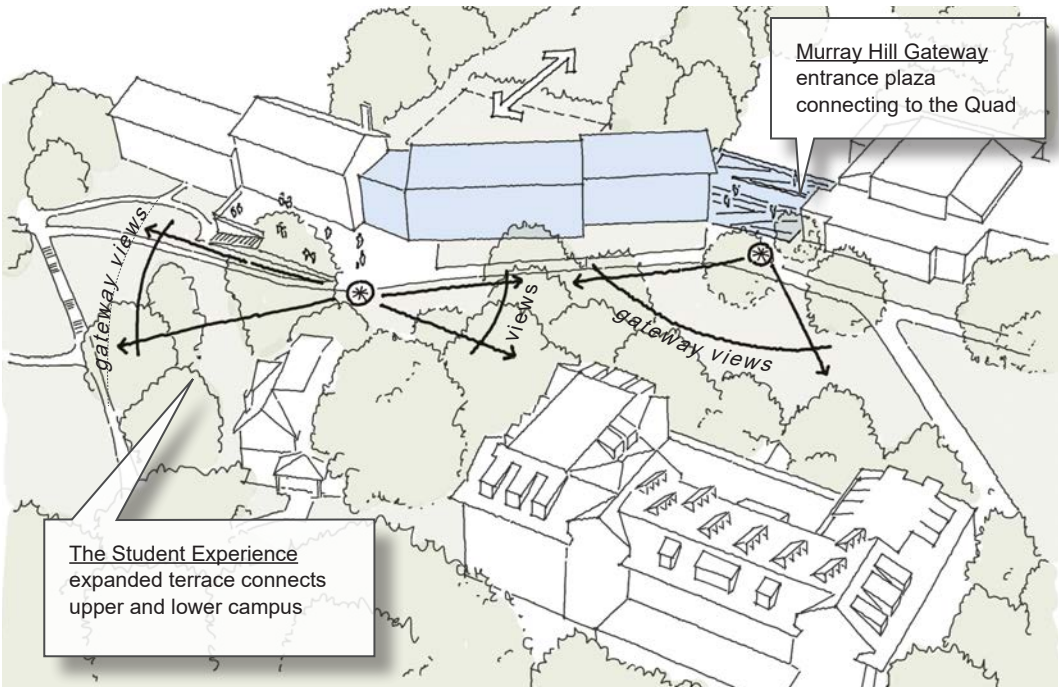 Murray Hill Gateway
entrance plaza
connecting to the Quad
gateway views
views
gateway views
The Student Experience
expanded terrace connects
upper and lower campus